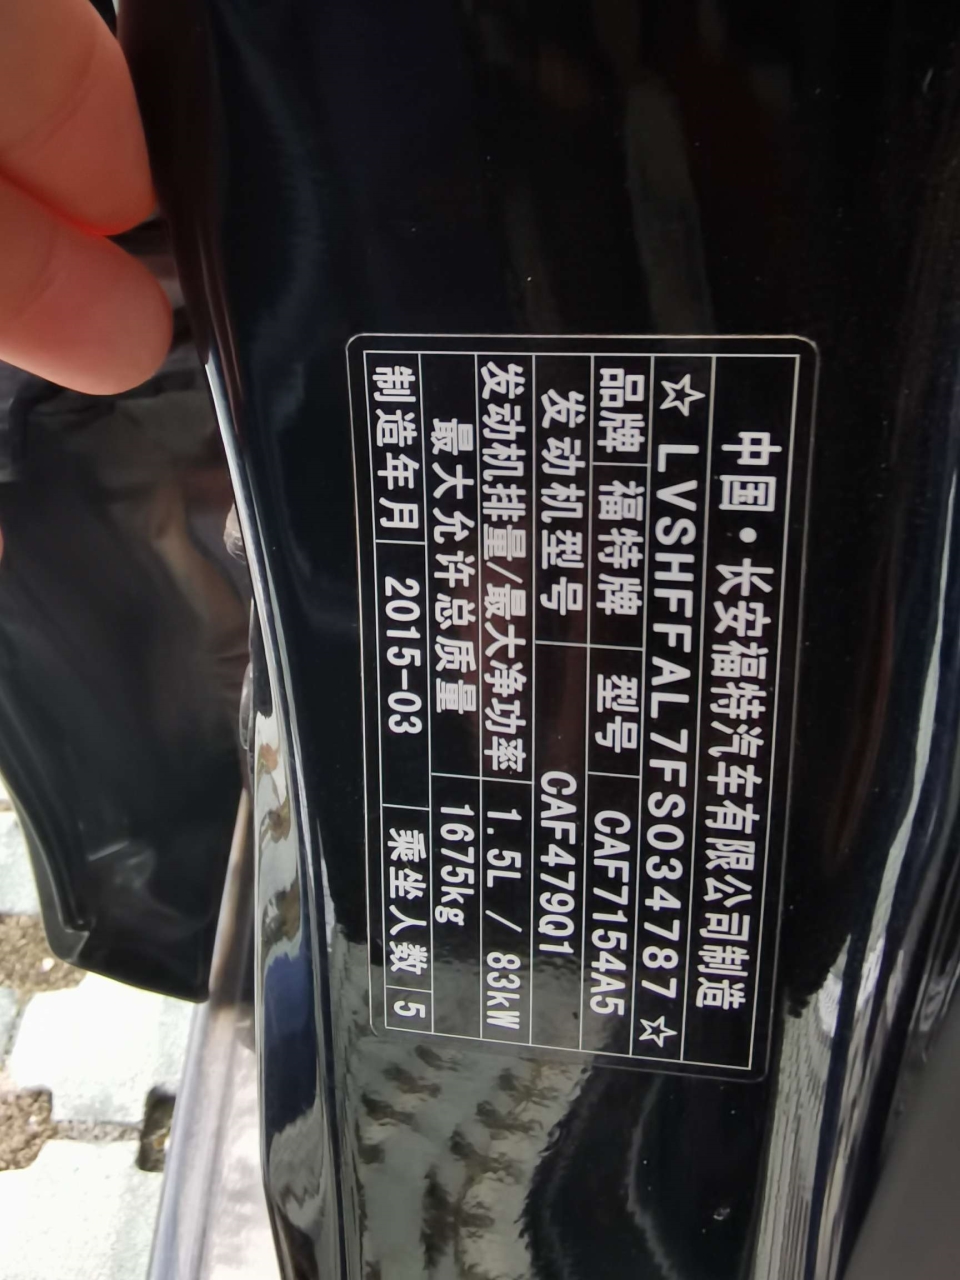 中国·长安福特汽车有限公司制造
☆LVSHFFAL7FS034787☆
品牌 福特牌 型号 CAF7154A5
发动机型号 CAF479Q1
发动机排量/最大净功率 1.5L / 83kW
最大允许总质量 1675kg
制造年月 2015-03 乘坐人数 5